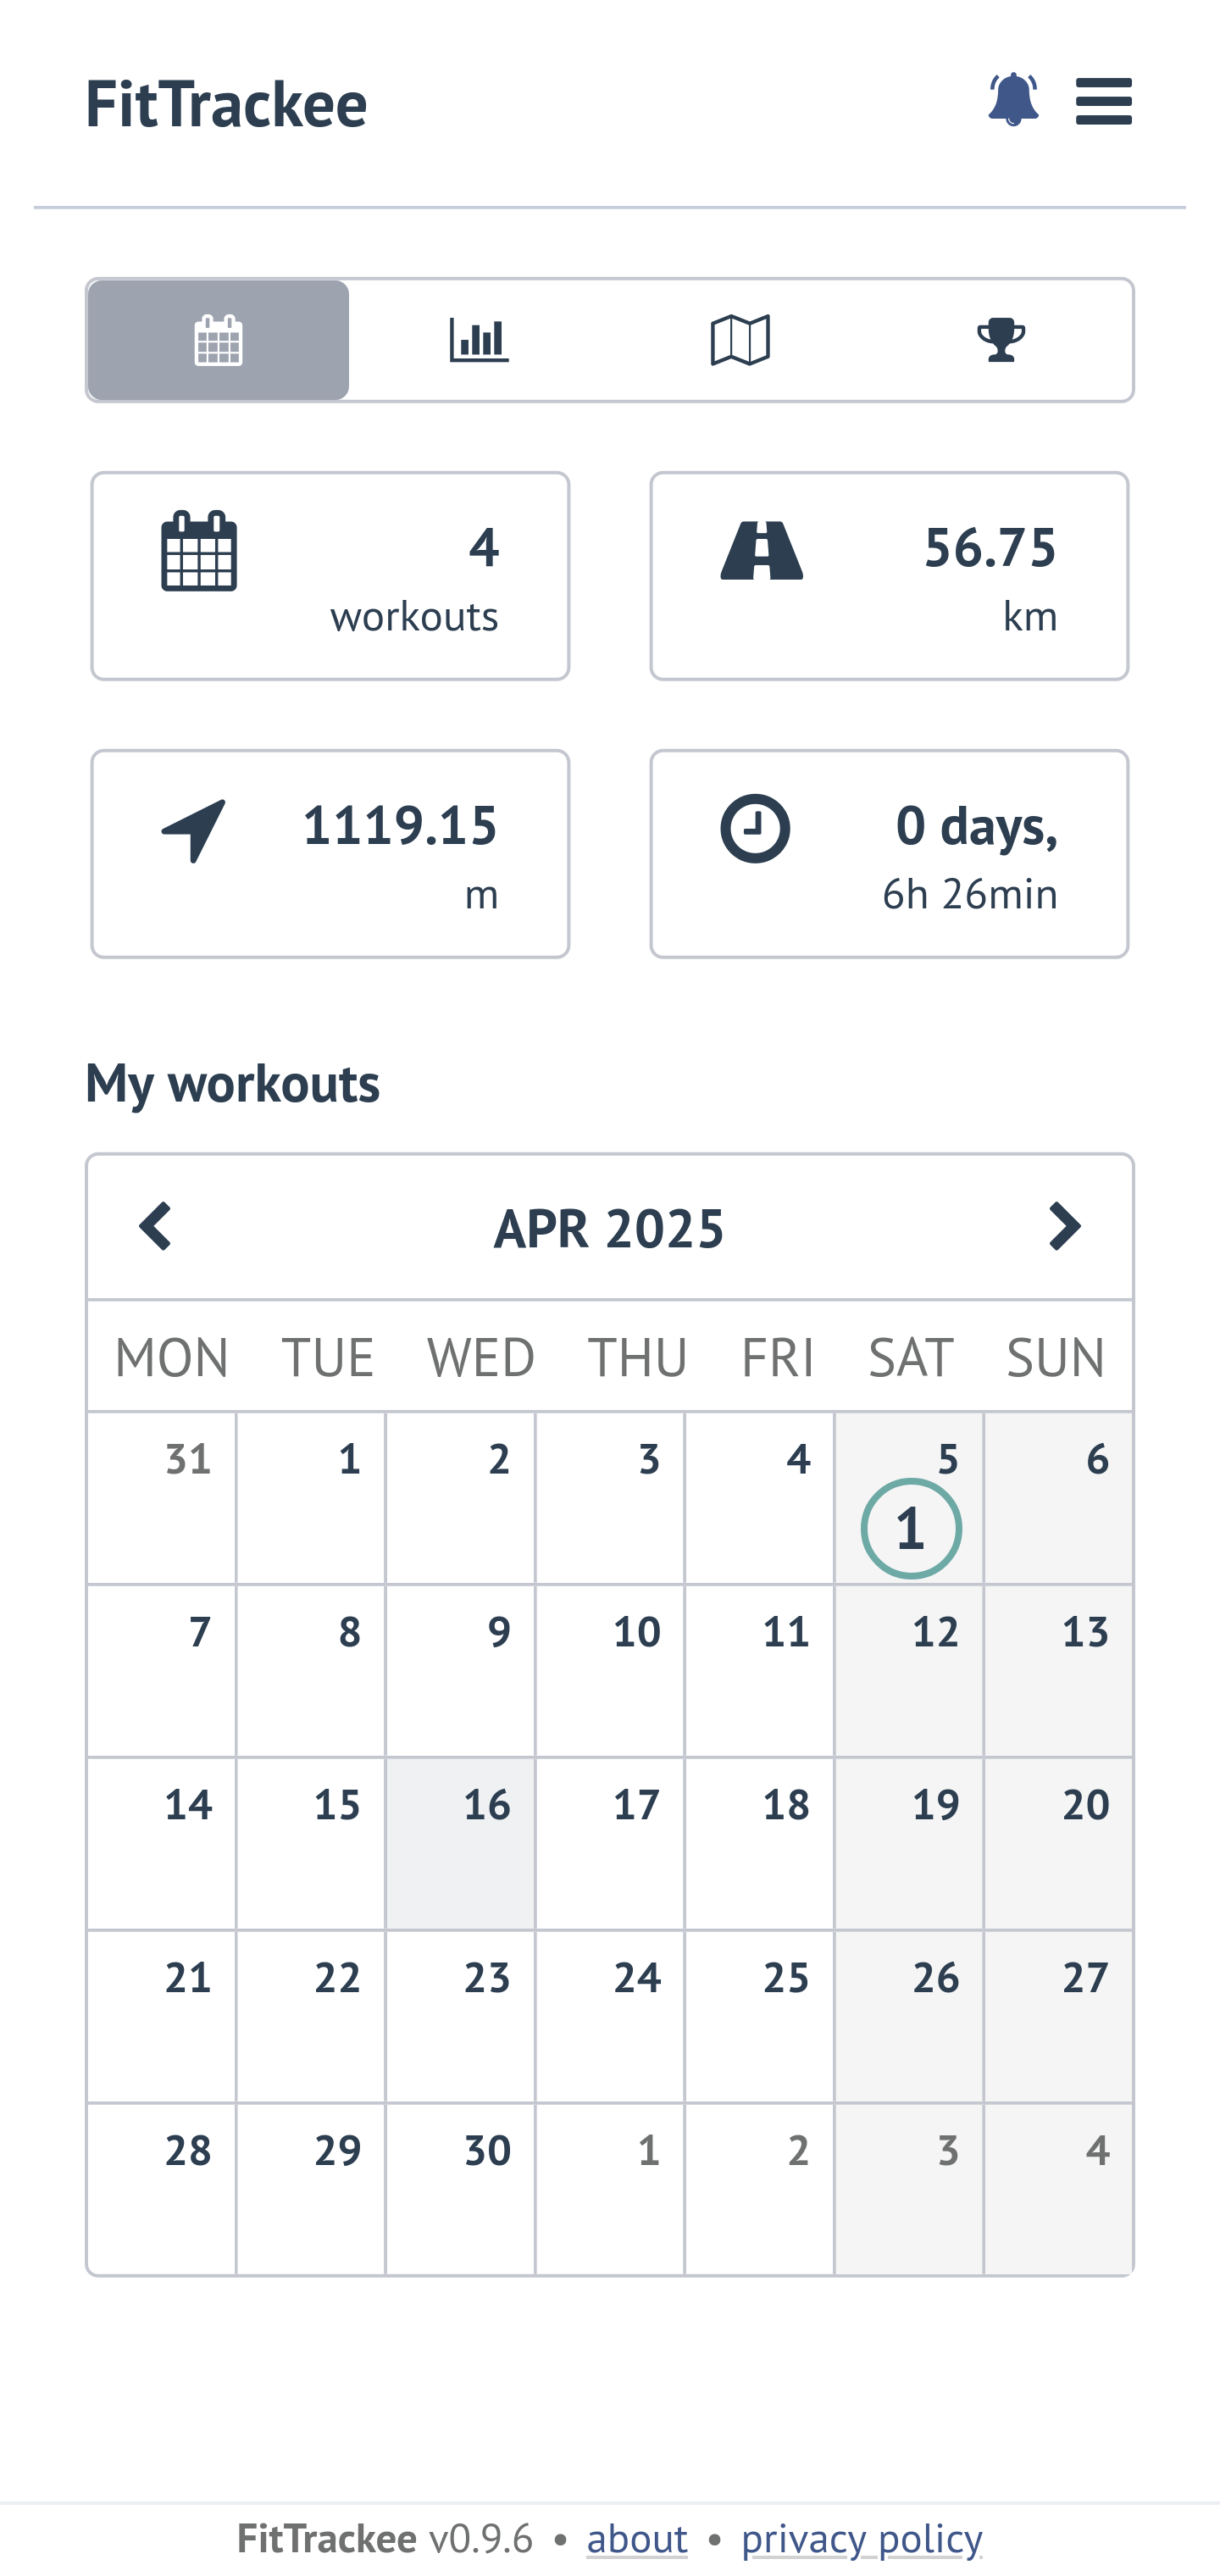 FitTrackee
4
workouts
56.75
km
1119.15
m
0 days,
6h 26min
My workouts
APR 2025
MON TUE WED THU FRI SAT SUN
31 1 2 3 4 5 6
1
7 8 9 10 11 12 13
14 15 16 17 18 19 20
21 22 23 24 25 26 27
28 29 30 1 2 3 4
FitTrackee v0.9.6 • about • privacy policy